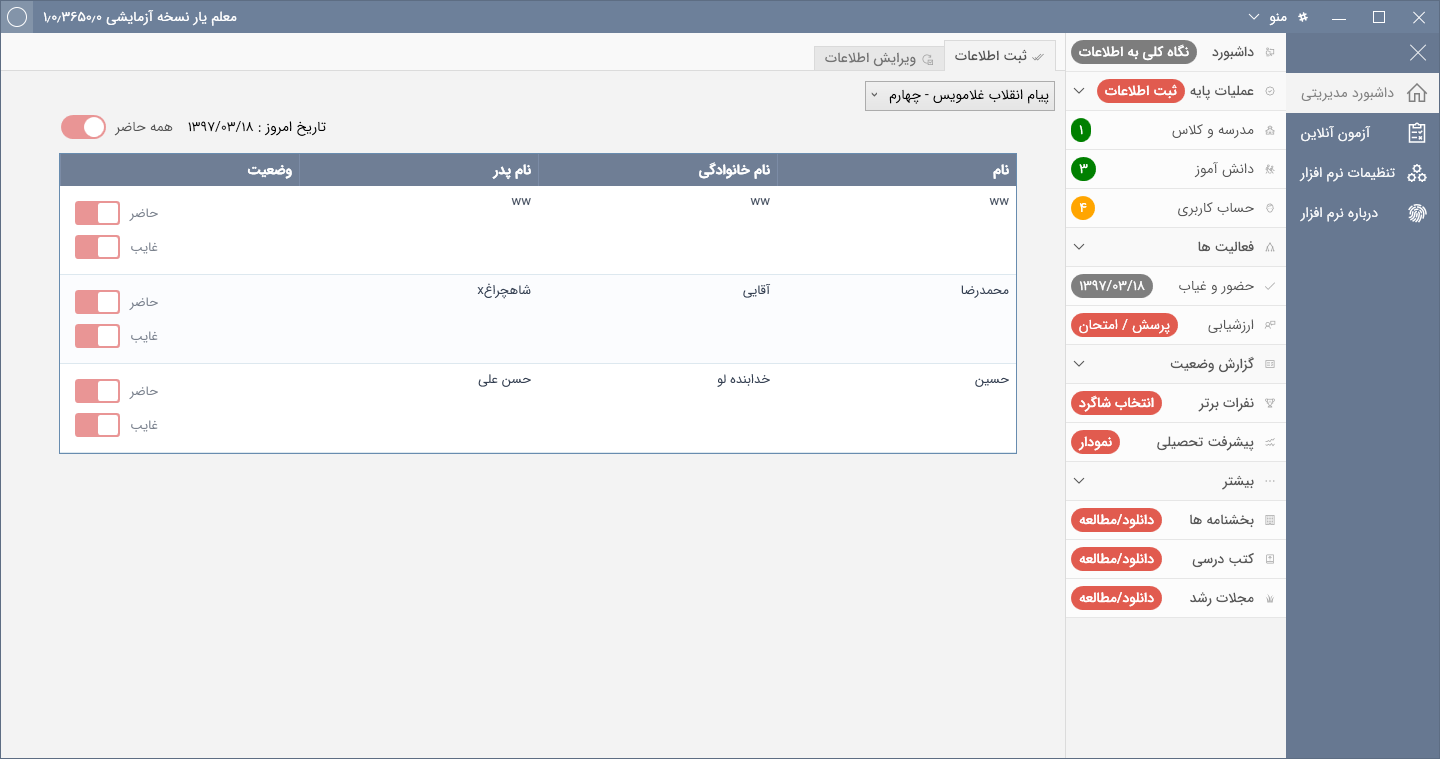 معلم یار نسخه آزمایشی ۱٫۰٫۳۶۵۰٫۰
منو
داشبورد مدیریتی
آزمون آنلاین
تنظیمات نرم افزار
درباره نرم افزار
داشبورد نگاه کلی به اطلاعات
عملیات پایه ثبت اطلاعات
مدرسه و کلاس ۱
دانش آموز ۳
حساب کاربری ۴
فعالیت ها
حضور و غیاب ۱۳۹۷/۰۳/۱۸
ارزشیابی پرسش / امتحان
گزارش وضعیت
نفرات برتر انتخاب شاگرد
پیشرفت تحصیلی نمودار
بیشتر
بخشنامه ها دانلود/مطالعه
کتب درسی دانلود/مطالعه
مجلات رشد دانلود/مطالعه
ثبت اطلاعات ویرایش اطلاعات
پیام انقلاب غلامویس - چهارم
تاریخ امروز : ۱۳۹۷/۰۳/۱۸ همه حاضر
نام نام خانوادگی نام پدر وضعیت
ww ww ww حاضر
غایب
محمدرضا آقایی شاهچراغx حاضر
غایب
حسین خدابنده لو حسن علی حاضر
غایب